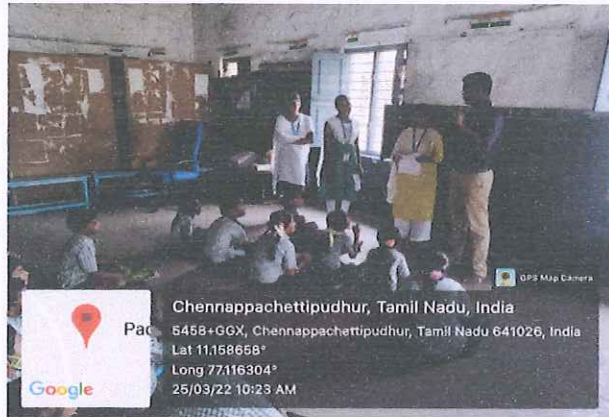 GPS Map Camera
Chennappachettipudhur, Tamil Nadu, India
Pac
5458+GGX, Chennappachettipudhur, Tamil Nadu 641026, India
Lat 11.158658°
Long 77.116304°
25/03/22 10:23 AM
Google